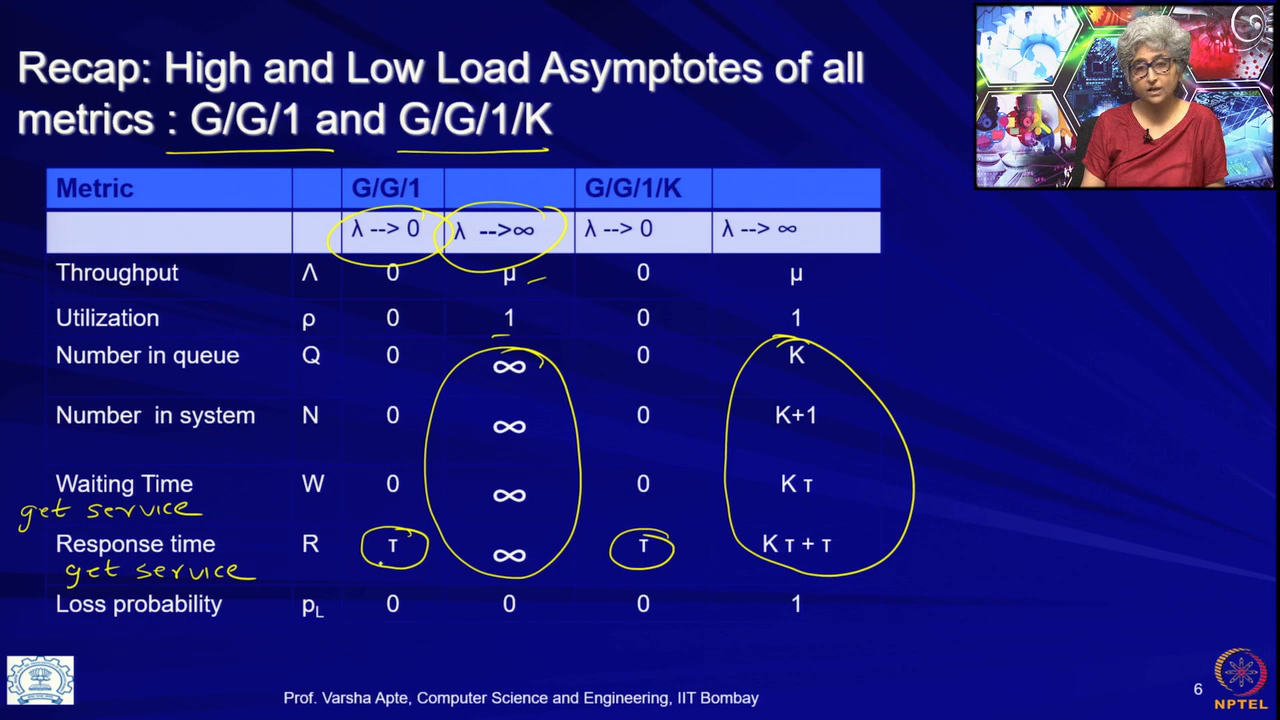 Recap: High and Low Load Asymptotes of all
metrics : G/G/1 and G/G/1/K
Metric G/G/1 G/G/1/K
λ --> 0 λ -->∞ λ --> 0 λ --> ∞
Throughput Λ 0 μ 0 μ
Utilization ρ 0 1 0 1
Number in queue Q 0 ∞ 0 K
Number in system N 0 ∞ 0 K+1
Waiting Time W 0 ∞ 0 K τ
get service
Response time R τ ∞ τ K τ + τ
get service
Loss probability pL 0 0 0 1
Prof. Varsha Apte, Computer Science and Engineering, IIT Bombay
6
NPTEL